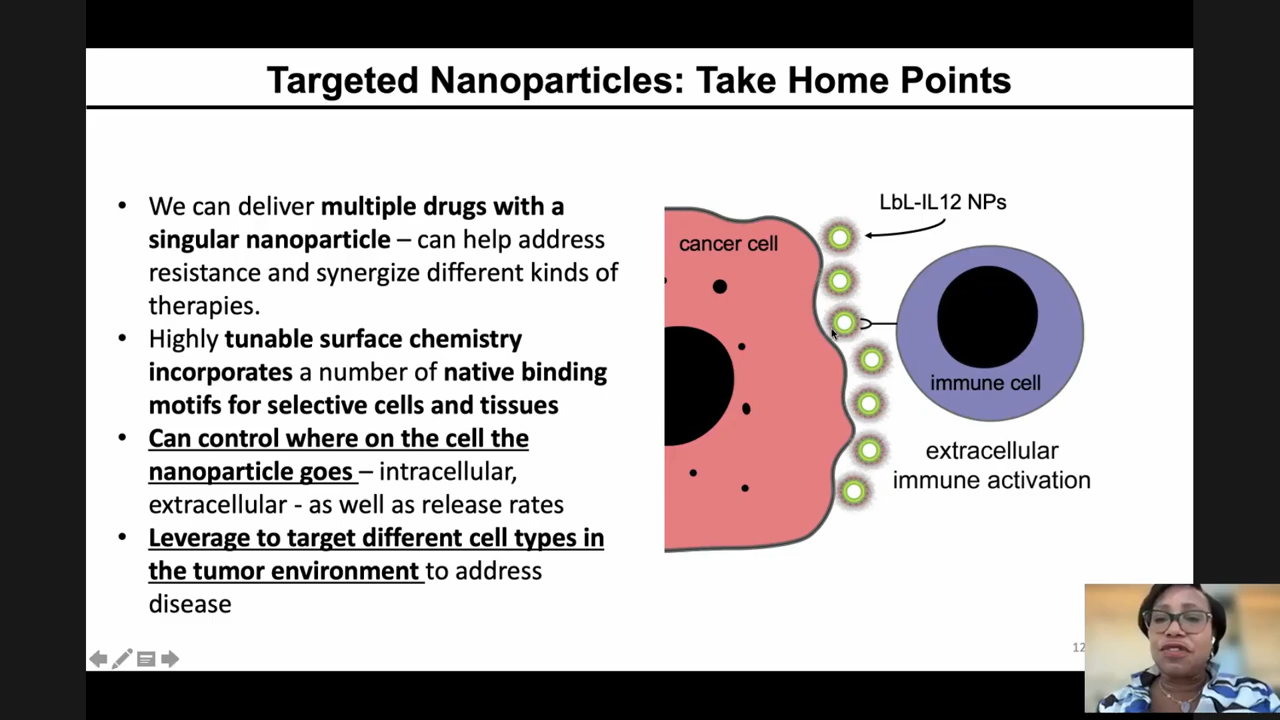 Targeted Nanoparticles: Take Home Points
• We can deliver multiple drugs with a
singular nanoparticle – can help address
resistance and synergize different kinds of
therapies.
• Highly tunable surface chemistry
incorporates a number of native binding
motifs for selective cells and tissues
• Can control where on the cell the
nanoparticle goes – intracellular,
extracellular - as well as release rates
• Leverage to target different cell types in
the tumor environment to address
disease
LbL-IL12 NPs
cancer cell
immune cell
extracellular
immune activation
12